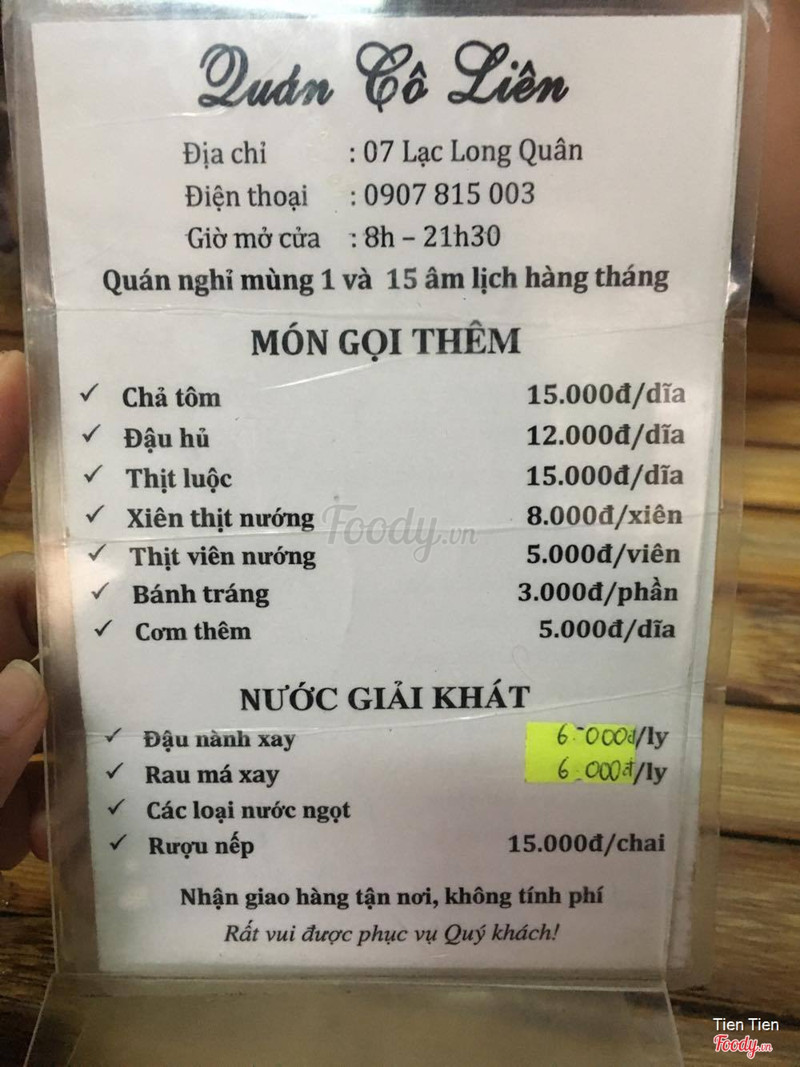 Quán Cô Liên
Địa chỉ : 07 Lạc Long Quân
Điện thoại : 0907 815 003
Giờ mở cửa : 8h – 21h30
Quán nghỉ mùng 1 và 15 âm lịch hàng tháng
MÓN GỌI THÊM
✓ Chả tôm 15.000đ/dĩa
✓ Đậu hủ 12.000đ/dĩa
✓ Thịt luộc 15.000đ/dĩa
✓ Xiên thịt nướng 8.000đ/xiên
Foody.vn
✓ Thịt viên nướng 5.000đ/viên
✓ Bánh tráng 3.000đ/phần
✓ Cơm thêm 5.000đ/dĩa
NƯỚC GIẢI KHÁT
✓ Đậu nành xay 6.000đ/ly
✓ Rau má xay 6.000đ/ly
✓ Các loại nước ngọt
✓ Rượu nếp 15.000đ/chai
Nhận giao hàng tận nơi, không tính phí
Rất vui được phục vụ Quý khách!
Tien Tien
Foody.vn